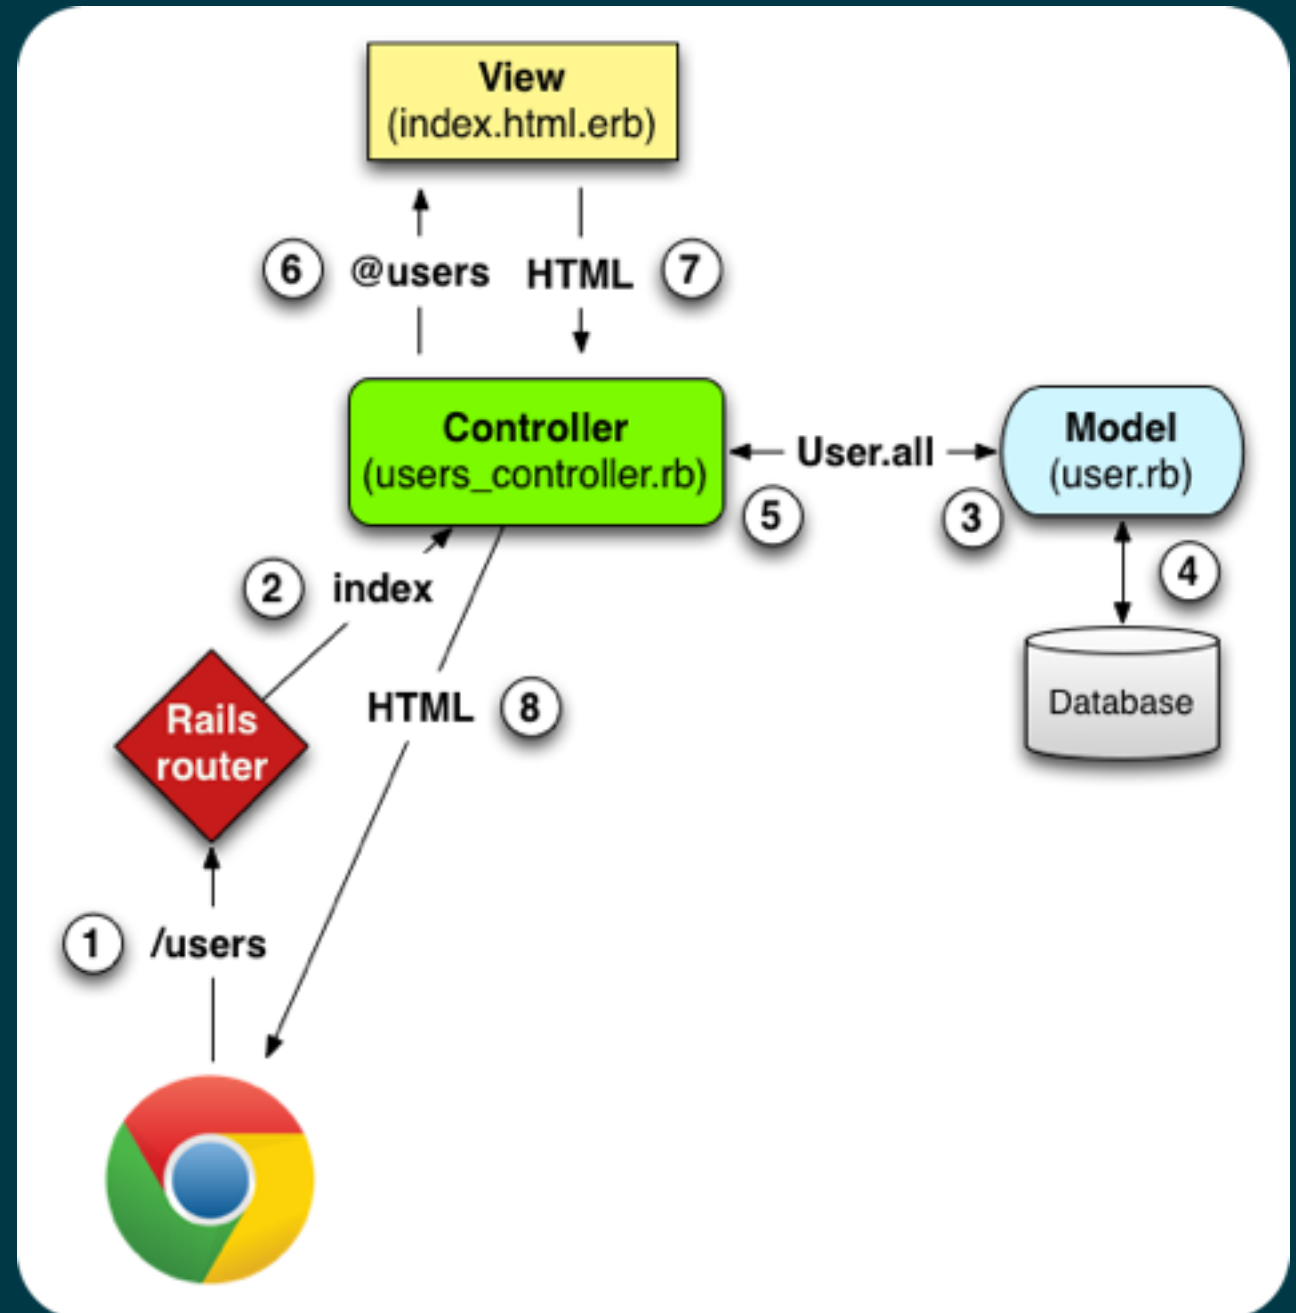 View
(index.html.erb)
6 @users HTML 7
Controller
(users_controller.rb)
User.all
Model
(user.rb)
5
3
2 index
4
Rails
router
HTML 8
Database
1 /users